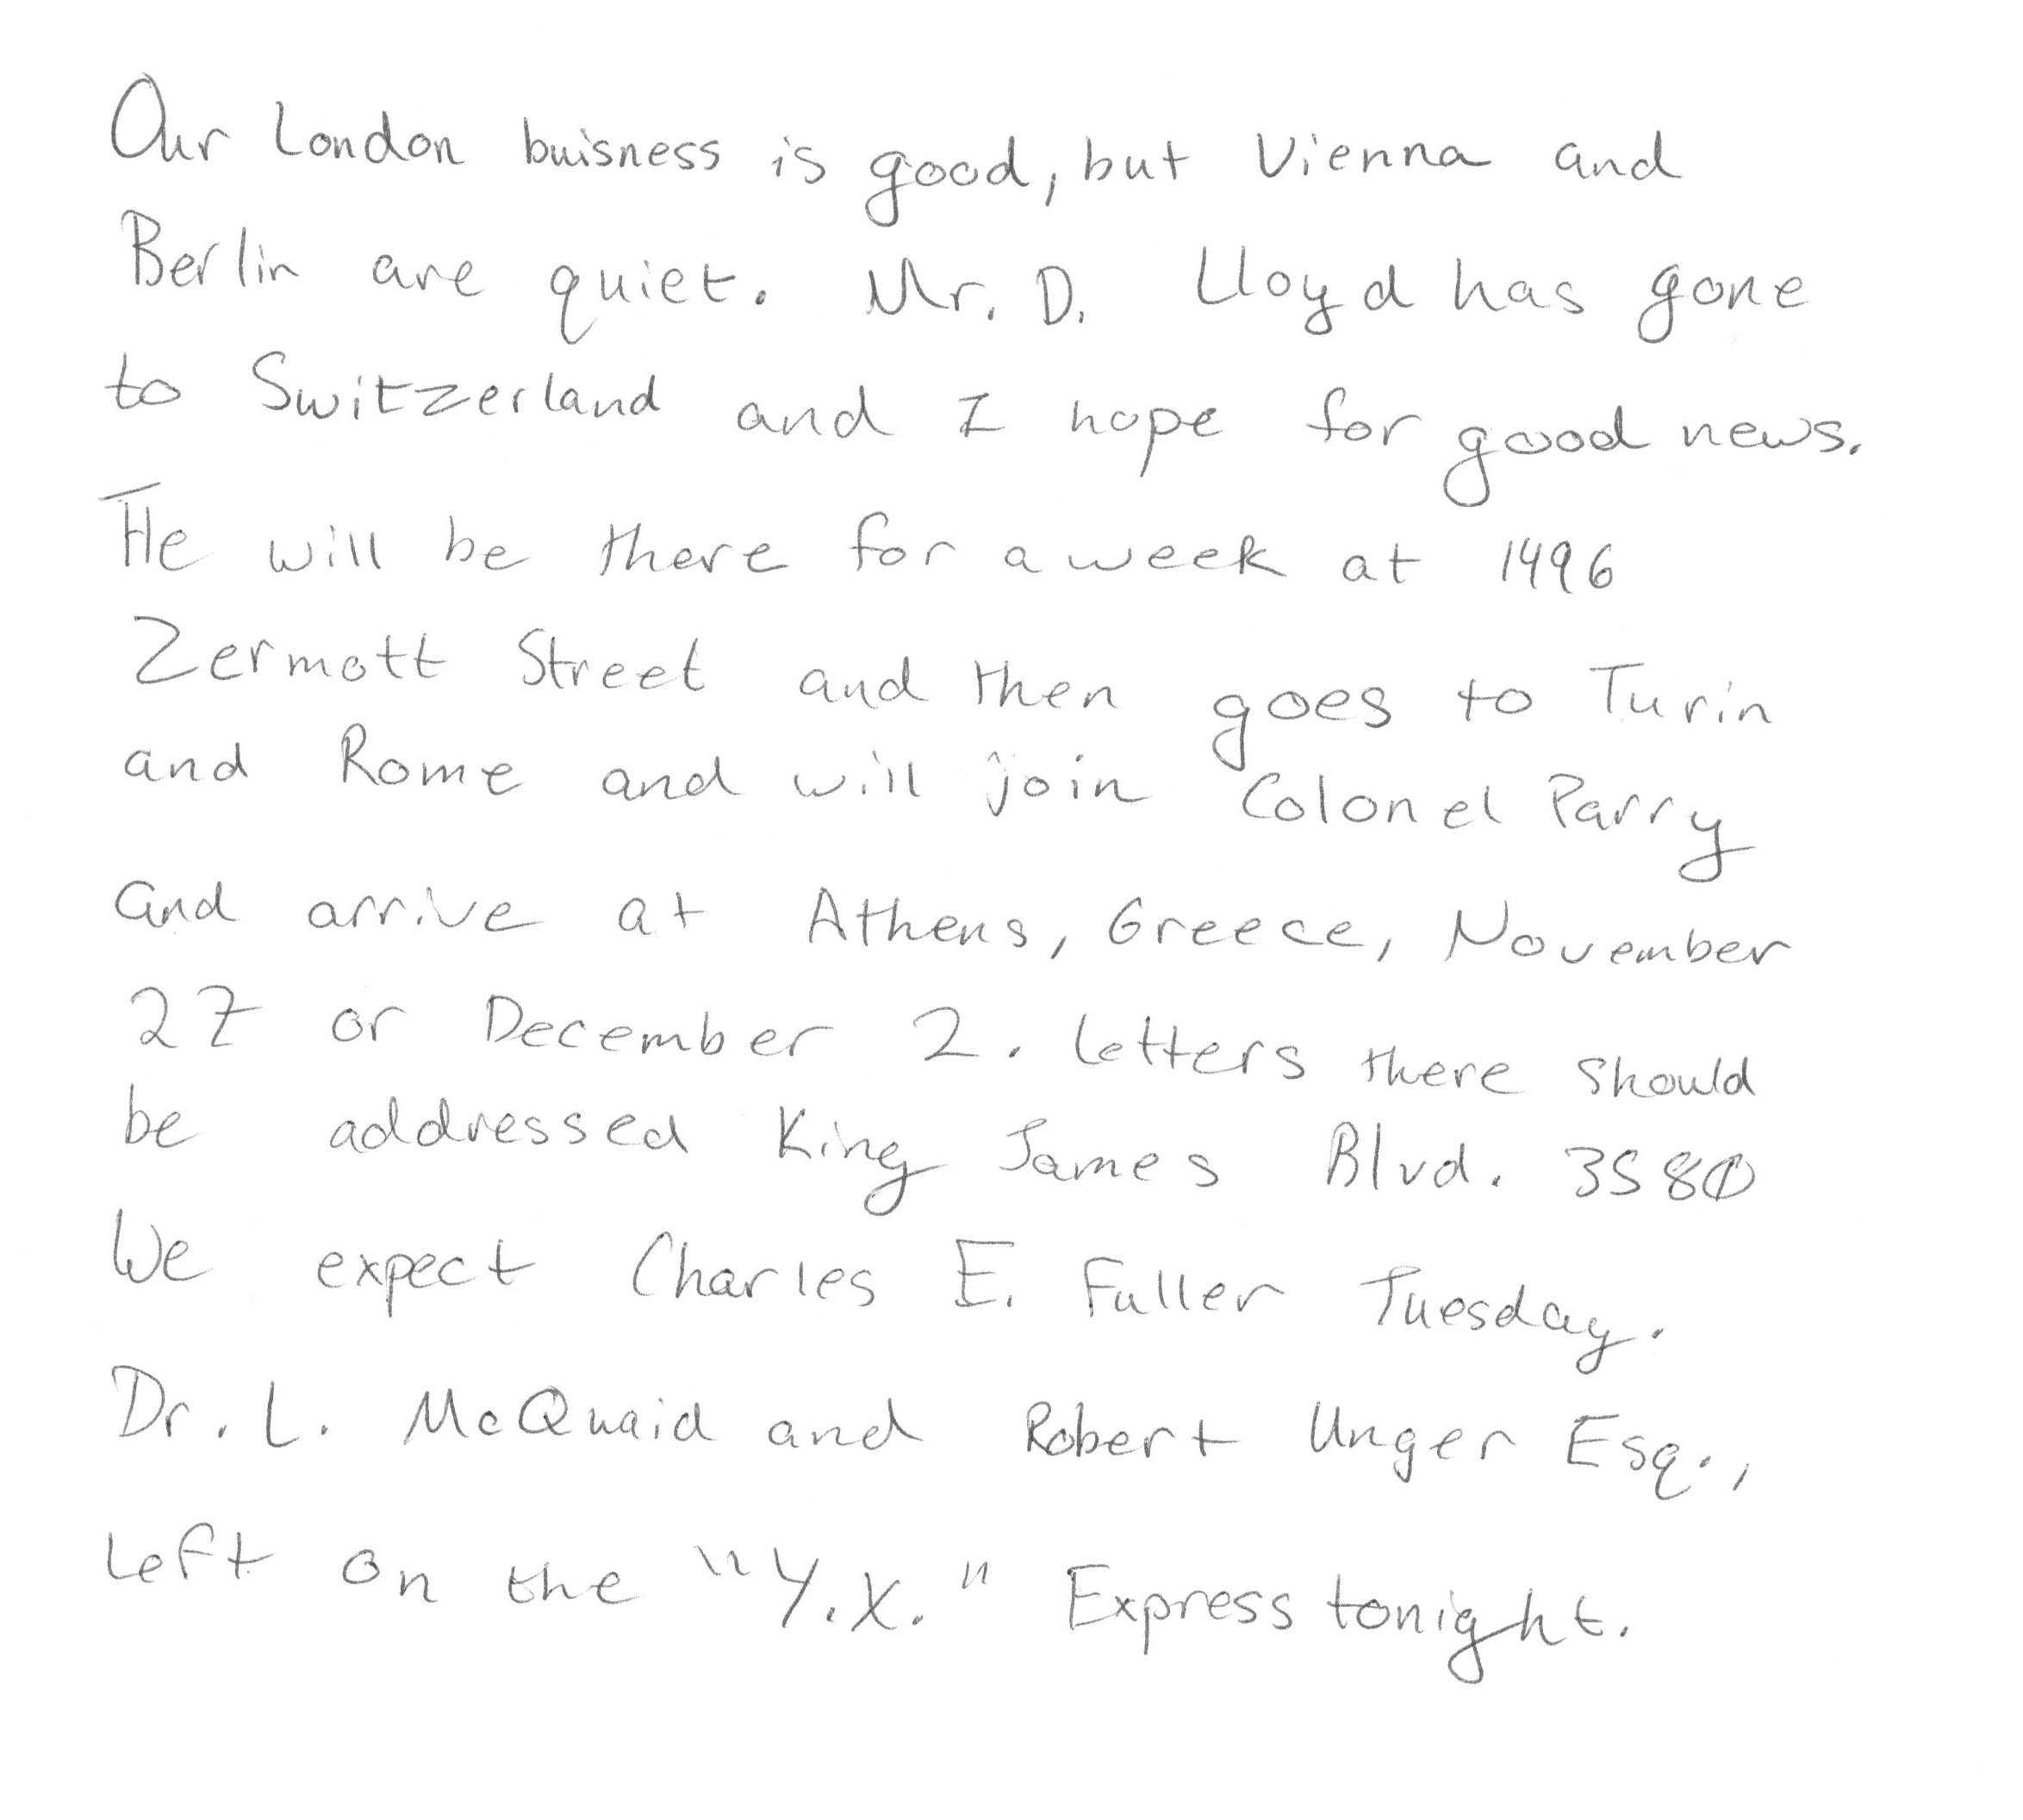 Our London buisness is good, but Vienna and
Berlin are quiet. Mr. D. Lloyd has gone
to Switzerland and I hope for good news.
He will be there for a week at 1496
Zermott Street and then goes to Turin
and Rome and will join Colonel Parry
and arrive at Athens, Greece, November
27 or December 2. Letters there should
be addressed King James Blvd. 3580
We expect Charles E. Fuller Tuesday.
Dr. L. McQuaid and Robert Unger Esq.,
left on the "Y.X." Express tonight.